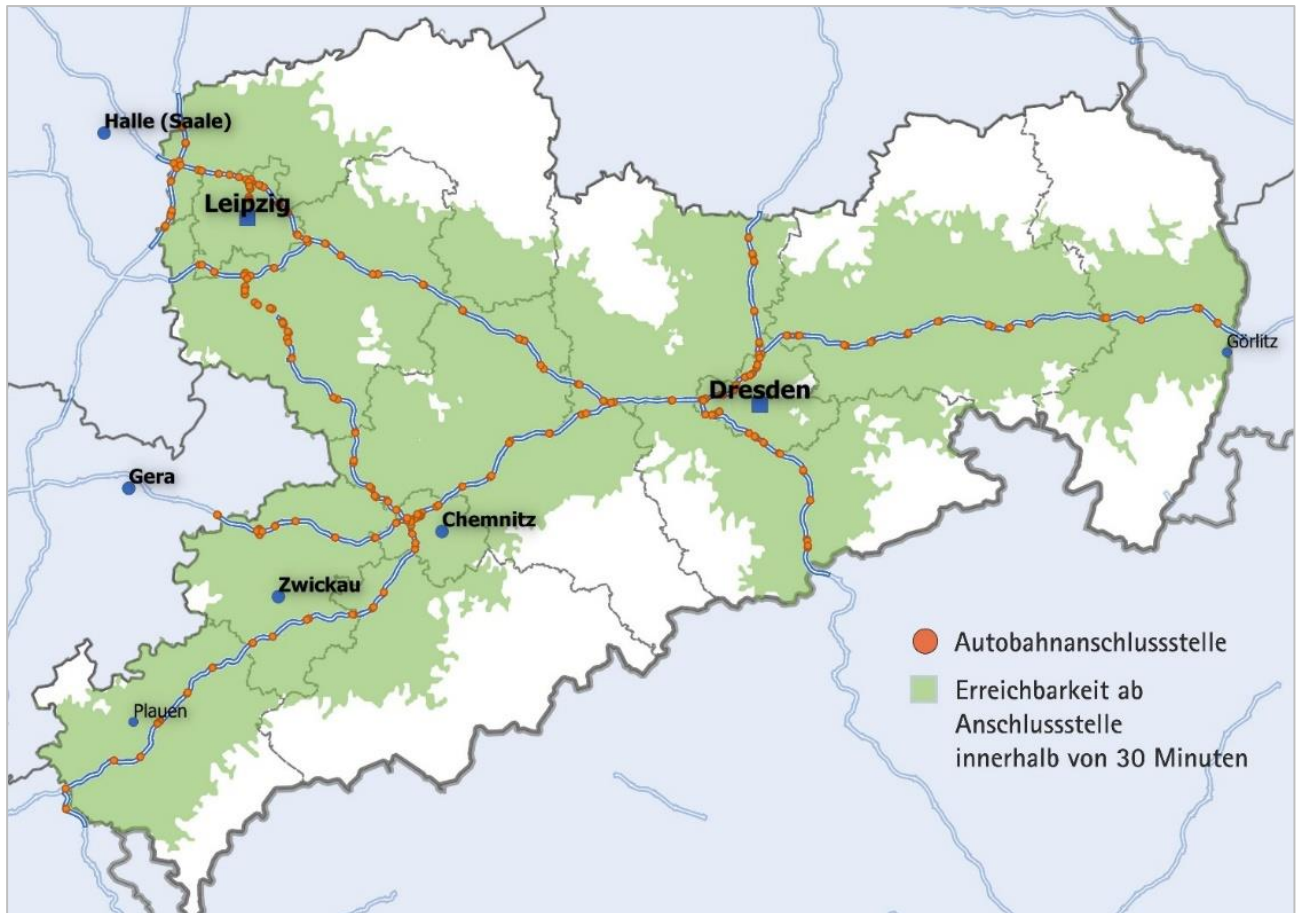 Halle (Saale)
Leipzig
Görlitz
Dresden
Gera
Chemnitz
Zwickau
Plauen
Autobahnanschlussstelle
Erreichbarkeit ab
Anschlussstelle
innerhalb von 30 Minuten